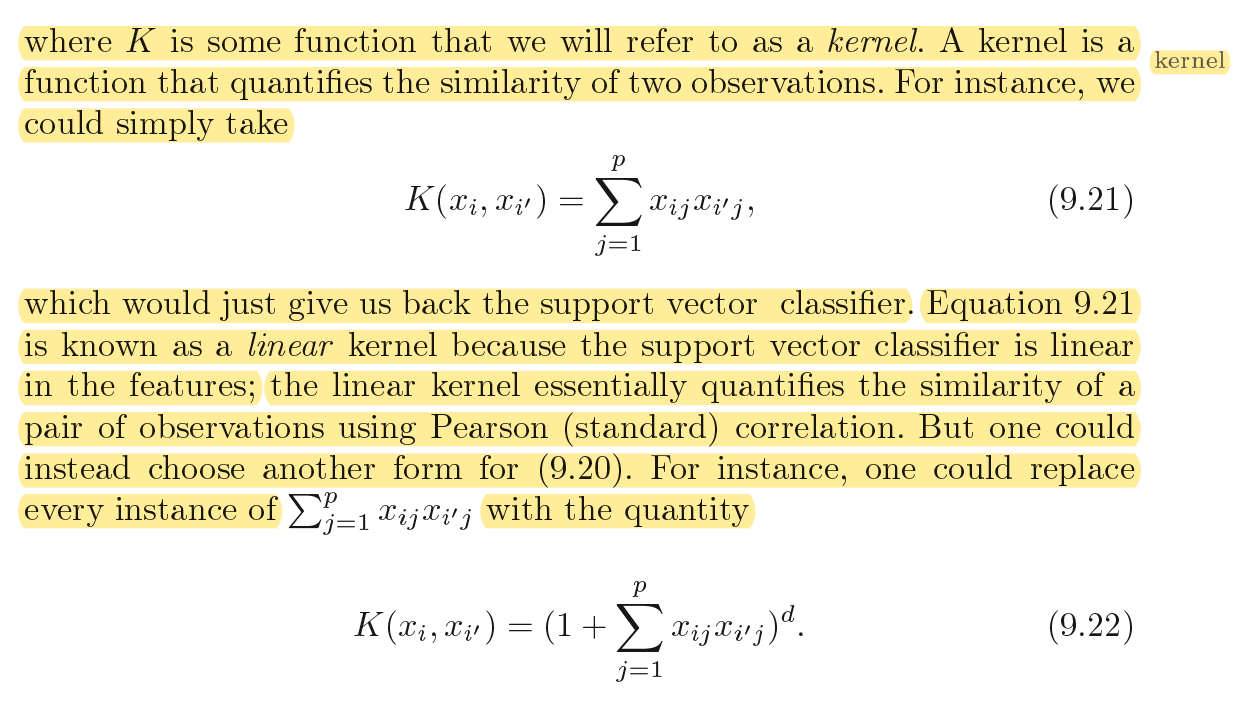 where K is some function that we will refer to as a kernel. A kernel is a
kernel
function that quantifies the similarity of two observations. For instance, we
could simply take
K(x_i, x_{i'}) = \sum_{j=1}^{p} x_{ij}x_{i'j}, (9.21)
which would just give us back the support vector classifier. Equation 9.21
is known as a linear kernel because the support vector classifier is linear
in the features; the linear kernel essentially quantifies the similarity of a
pair of observations using Pearson (standard) correlation. But one could
instead choose another form for (9.20). For instance, one could replace
every instance of \sum_{j=1}^{p} x_{ij}x_{i'j} with the quantity
K(x_i, x_{i'}) = (1 + \sum_{j=1}^{p} x_{ij}x_{i'j})^d. (9.22)